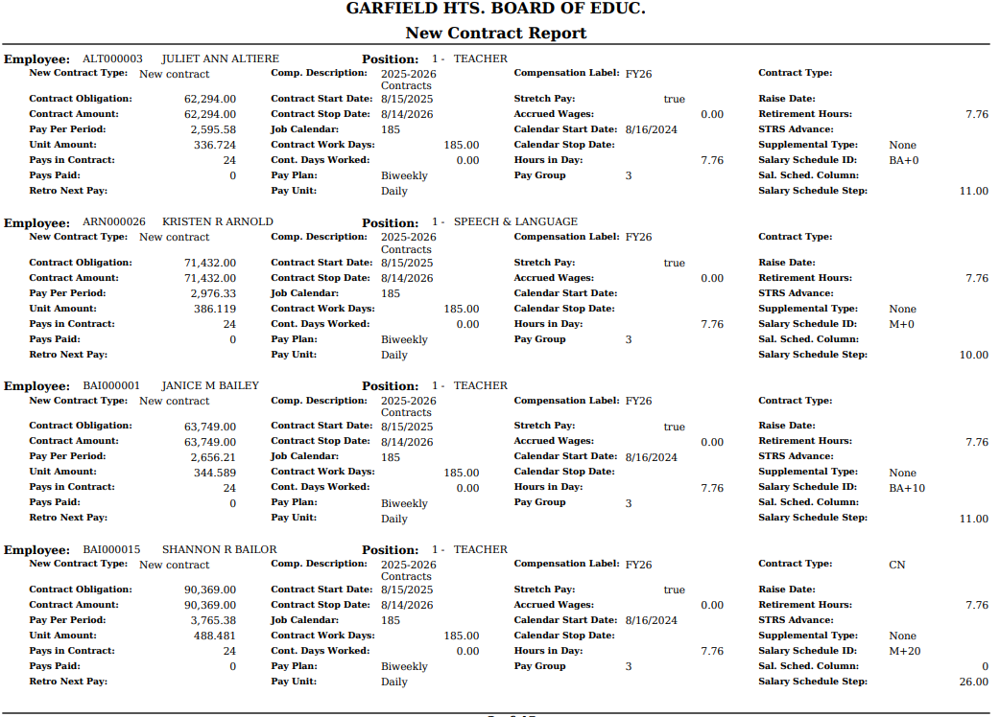 GARFIELD HTS. BOARD OF EDUC.
New Contract Report
Employee: ALT000003 JULIET ANN ALTIERE Position: 1 - TEACHER
New Contract Type: New contract Comp. Description: 2025-2026 Compensation Label: FY26 Contract Type:
Contracts
Contract Obligation: 62,294.00 Contract Start Date: 8/15/2025 Stretch Pay: true Raise Date:
Contract Amount: 62,294.00 Contract Stop Date: 8/14/2026 Accrued Wages: 0.00 Retirement Hours: 7.76
Pay Per Period: 2,595.58 Job Calendar: 185 Calendar Start Date: 8/16/2024 STRS Advance:
Unit Amount: 336.724 Contract Work Days: 185.00 Calendar Stop Date: Supplemental Type: None
Pays in Contract: 24 Cont. Days Worked: 0.00 Hours in Day: 7.76 Salary Schedule ID: BA+0
Pays Paid: 0 Pay Plan: Biweekly Pay Group 3 Sal. Sched. Column:
Retro Next Pay: Pay Unit: Daily Salary Schedule Step: 11.00
Employee: ARN000026 KRISTEN R ARNOLD Position: 1 - SPEECH & LANGUAGE
New Contract Type: New contract Comp. Description: 2025-2026 Compensation Label: FY26 Contract Type:
Contracts
Contract Obligation: 71,432.00 Contract Start Date: 8/15/2025 Stretch Pay: true Raise Date:
Contract Amount: 71,432.00 Contract Stop Date: 8/14/2026 Accrued Wages: 0.00 Retirement Hours: 7.76
Pay Per Period: 2,976.33 Job Calendar: 185 Calendar Start Date: STRS Advance:
Unit Amount: 386.119 Contract Work Days: 185.00 Calendar Stop Date: Supplemental Type: None
Pays in Contract: 24 Cont. Days Worked: 0.00 Hours in Day: 7.76 Salary Schedule ID: M+0
Pays Paid: 0 Pay Plan: Biweekly Pay Group 3 Sal. Sched. Column:
Retro Next Pay: Pay Unit: Daily Salary Schedule Step: 10.00
Employee: BAI000001 JANICE M BAILEY Position: 1 - TEACHER
New Contract Type: New contract Comp. Description: 2025-2026 Compensation Label: FY26 Contract Type:
Contracts
Contract Obligation: 63,749.00 Contract Start Date: 8/15/2025 Stretch Pay: true Raise Date:
Contract Amount: 63,749.00 Contract Stop Date: 8/14/2026 Accrued Wages: 0.00 Retirement Hours: 7.76
Pay Per Period: 2,656.21 Job Calendar: 185 Calendar Start Date: 8/16/2024 STRS Advance:
Unit Amount: 344.589 Contract Work Days: 185.00 Calendar Stop Date: Supplemental Type: None
Pays in Contract: 24 Cont. Days Worked: 0.00 Hours in Day: 7.76 Salary Schedule ID: BA+10
Pays Paid: 0 Pay Plan: Biweekly Pay Group 3 Sal. Sched. Column:
Retro Next Pay: Pay Unit: Daily Salary Schedule Step: 11.00
Employee: BAI000015 SHANNON R BAILOR Position: 1 - TEACHER
New Contract Type: New contract Comp. Description: 2025-2026 Compensation Label: FY26 Contract Type: CN
Contracts
Contract Obligation: 90,369.00 Contract Start Date: 8/15/2025 Stretch Pay: true Raise Date:
Contract Amount: 90,369.00 Contract Stop Date: 8/14/2026 Accrued Wages: 0.00 Retirement Hours: 7.76
Pay Per Period: 3,765.38 Job Calendar: 185 Calendar Start Date: 8/16/2024 STRS Advance:
Unit Amount: 488.481 Contract Work Days: 185.00 Calendar Stop Date: Supplemental Type: None
Pays in Contract: 24 Cont. Days Worked: 0.00 Hours in Day: 7.76 Salary Schedule ID: M+20
Pays Paid: 0 Pay Plan: Biweekly Pay Group 3 Sal. Sched. Column: 0
Retro Next Pay: Pay Unit: Daily Salary Schedule Step: 26.00